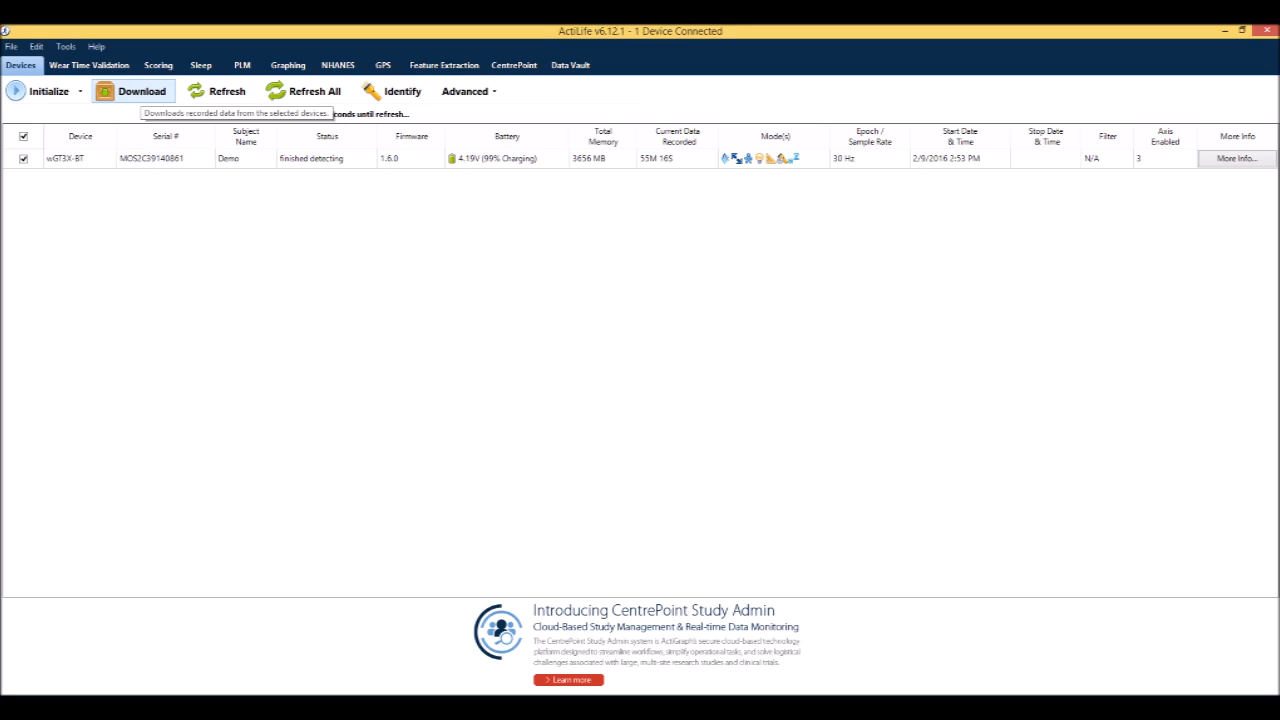 ActiLife v6.12.1 - 1 Device Connected
File Edit Tools Help
Devices Wear Time Validation Scoring Sleep PLM Graphing NHANES GPS Feature Extraction CentrePoint Data Vault
Initialize Download Refresh Refresh All Identify Advanced
Downloads recorded data from the selected devices. conds until refresh...
Device Serial # Subject Name Status Firmware Battery Total Memory Current Data Recorded Mode(s) Epoch / Sample Rate Start Date & Time Stop Date & Time Filter Axis Enabled More Info
wGT3X-BT MOS2C39140861 Demo finished detecting 1.6.0 4.19V (99% Charging) 3656 MB 55M 16S 30 Hz 2/9/2016 2:53 PM N/A 3 More Info...
Introducing CentrePoint Study Admin
Cloud-Based Study Management & Real-time Data Monitoring
The CentrePoint Study Admin system is ActiGraph's secure cloud-based technology
platform designed to streamline workflows, simplify operational tasks, and solve logistical
challenges associated with large, multi-site research studies and clinical trials.
> Learn more